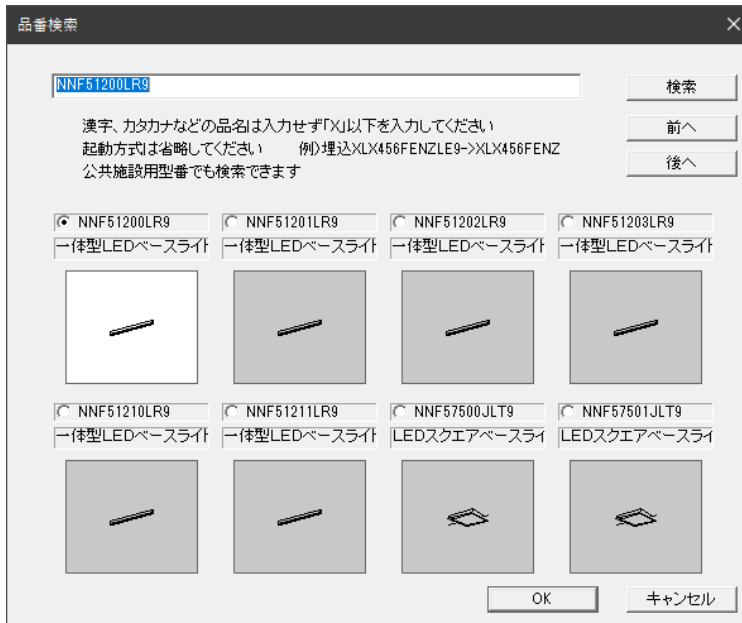 品番検索
NNF51200LR9
検索
漢字、カタカナなどの品名は入力せず「X」以下を入力してください
前へ
起動方式は省略してください 例)埋込XLX456FENZLE9->XLX456FENZ
後へ
公共施設用型番でも検索できます
NNF51200LR9 NNF51201LR9 NNF51202LR9 NNF51203LR9
一体型LEDベースライト 一体型LEDベースライト 一体型LEDベースライト 一体型LEDベースライト
NNF51210LR9 NNF51211LR9 NNF57500JLT9 NNF57501JLT9
一体型LEDベースライト 一体型LEDベースライト LEDスクエアベースライ LEDスクエアベースライ
OK キャンセル